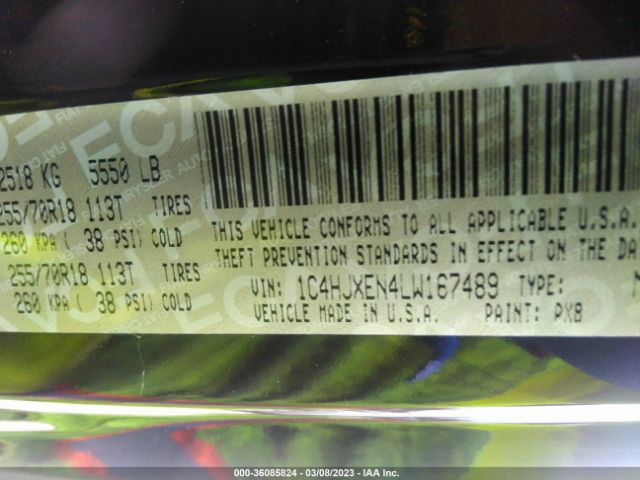 2518 KG 5550 LB
255/70R18 113T TIRES
260 KPA ( 38 PSI) COLD
255/70R18 113T TIRES
260 KPA ( 38 PSI) COLD
THIS VEHICLE CONFORMS TO ALL APPLICABLE U.S.A.
THEFT PREVENTION STANDARDS IN EFFECT ON THE DA
VIN: 1C4HJXEN4LW167489 TYPE: M
VEHICLE MADE IN U.S.A. PAINT: PX8
000-36085824 | 03/08/2023 | IAA Inc.